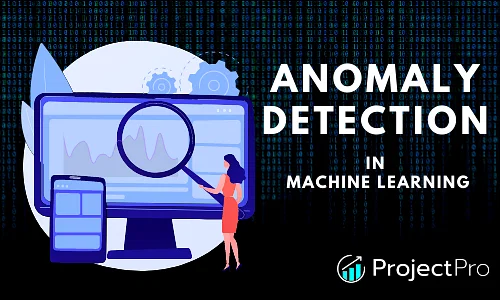 ANOMALY
DETECTION
IN
MACHINE LEARNING
ProjectPro